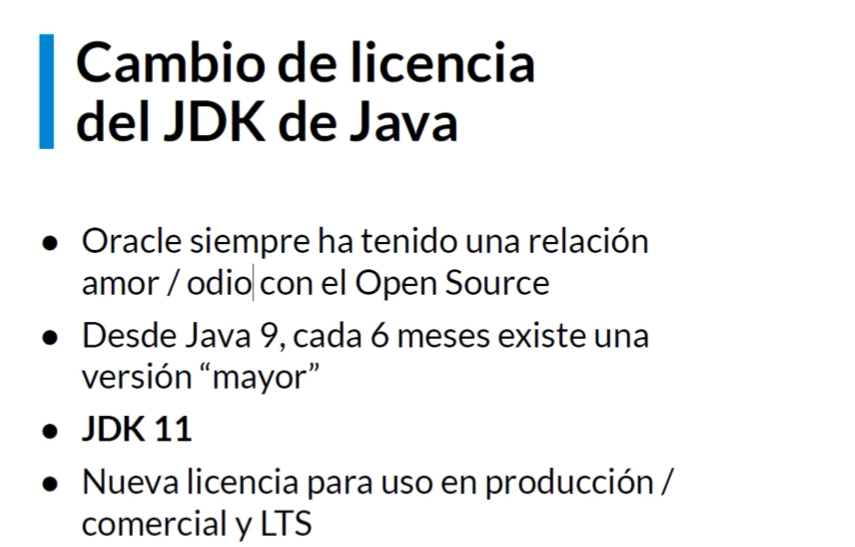 Cambio de licencia
del JDK de Java
● Oracle siempre ha tenido una relación
amor / odio con el Open Source
● Desde Java 9, cada 6 meses existe una
versión “mayor”
● JDK 11
● Nueva licencia para uso en producción /
comercial y LTS